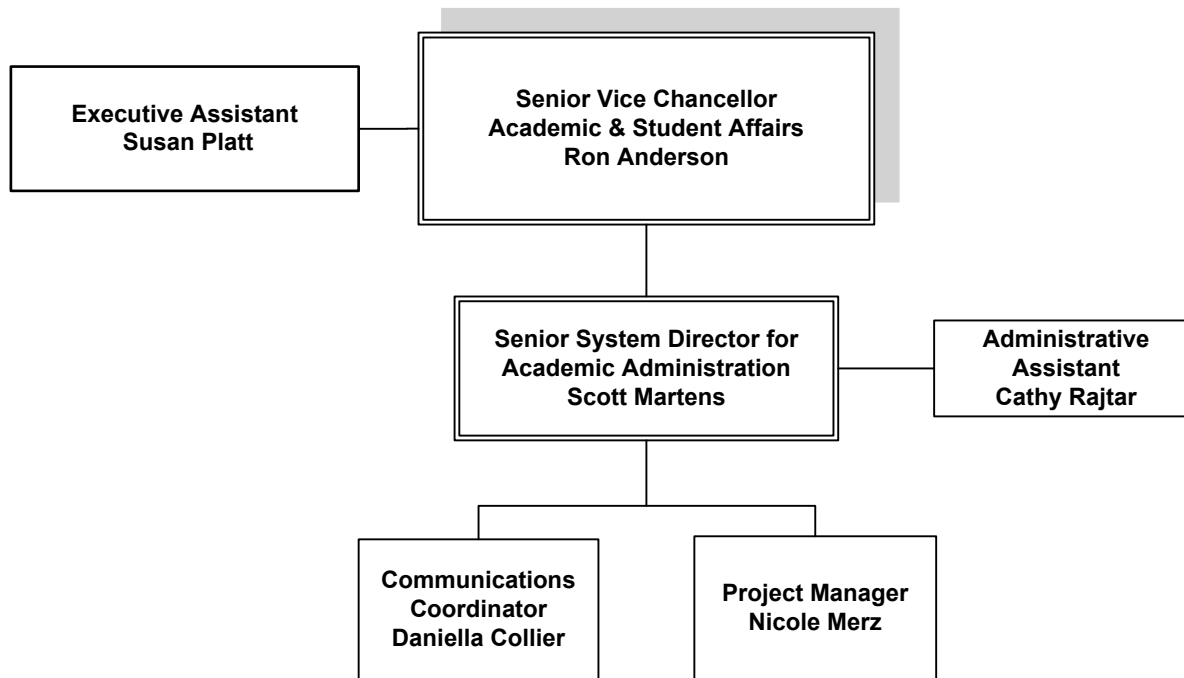 Executive Assistant
Susan Platt
Senior Vice Chancellor
Academic & Student Affairs
Ron Anderson
Senior System Director for
Academic Administration
Scott Martens
Administrative
Assistant
Cathy Rajtar
Communications
Coordinator
Daniella Collier
Project Manager
Nicole Merz